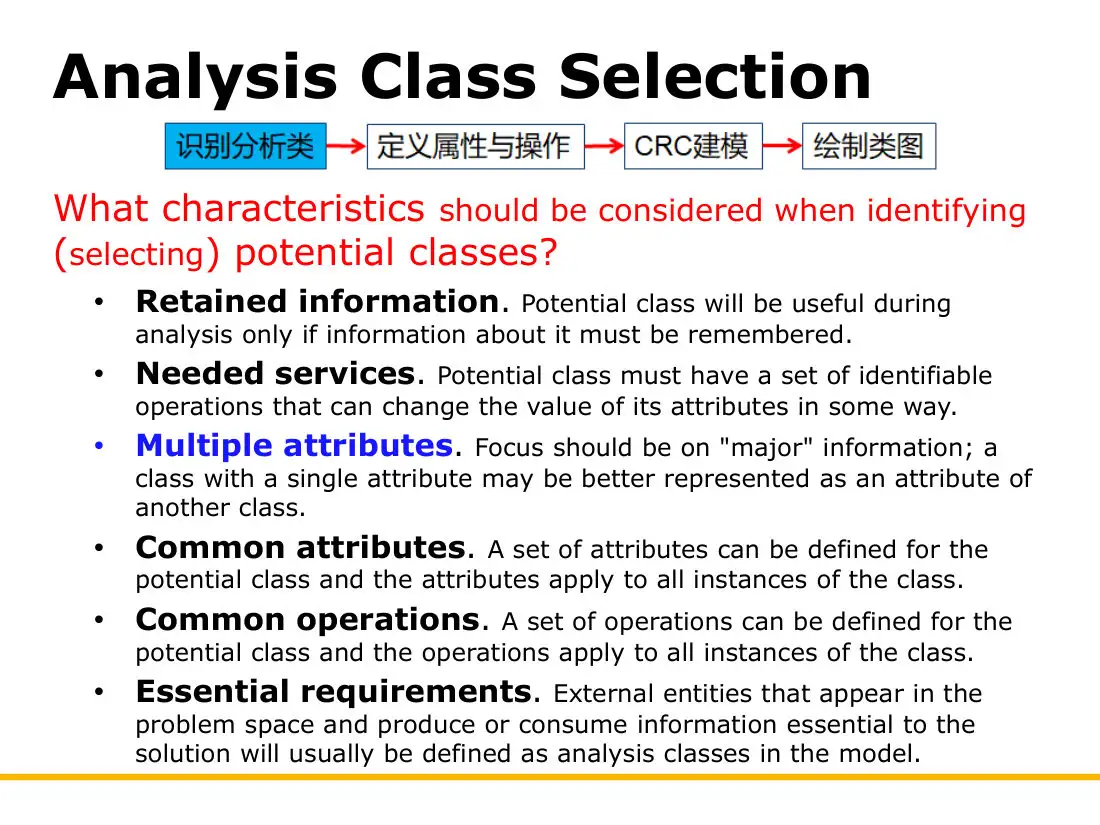 Analysis Class Selection
识别分析类 定义属性与操作 CRC建模 绘制类图
What characteristics should be considered when identifying
(selecting) potential classes?
• Retained information. Potential class will be useful during
analysis only if information about it must be remembered.
• Needed services. Potential class must have a set of identifiable
operations that can change the value of its attributes in some way.
• Multiple attributes. Focus should be on "major" information; a
class with a single attribute may be better represented as an attribute of
another class.
• Common attributes. A set of attributes can be defined for the
potential class and the attributes apply to all instances of the class.
• Common operations. A set of operations can be defined for the
potential class and the operations apply to all instances of the class.
• Essential requirements. External entities that appear in the
problem space and produce or consume information essential to the
solution will usually be defined as analysis classes in the model.